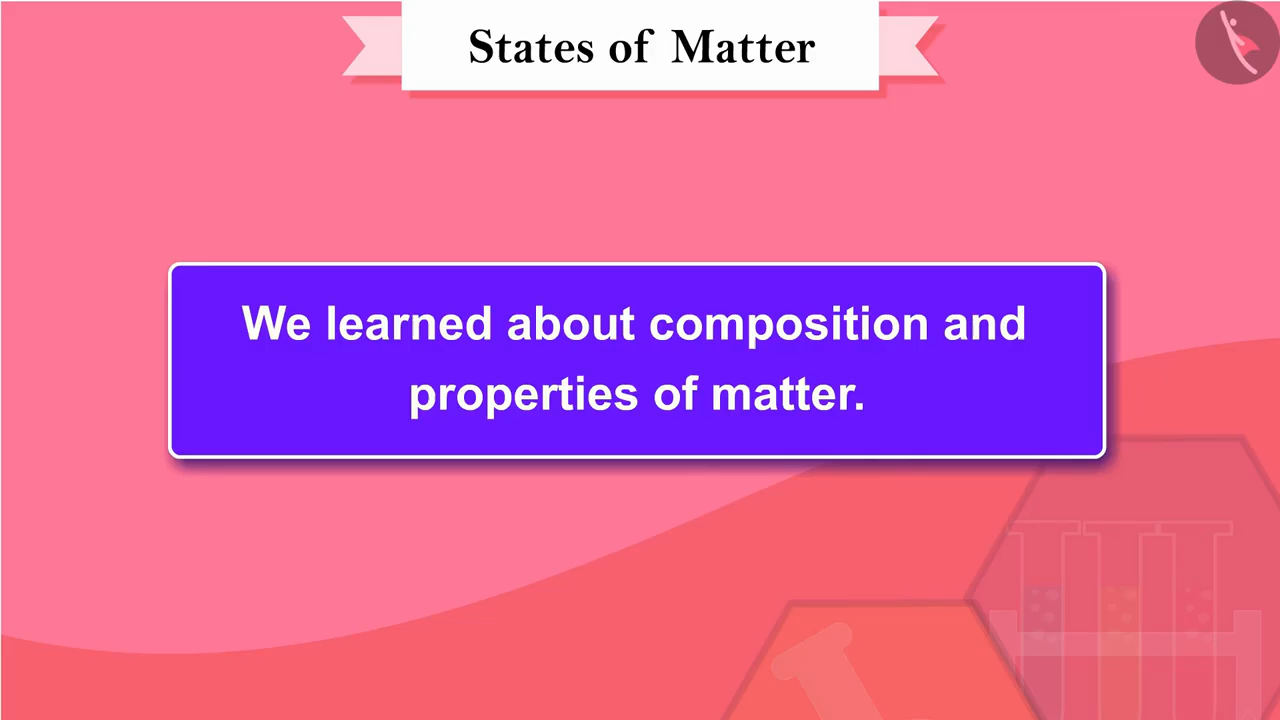 States of Matter
We learned about composition and
properties of matter.